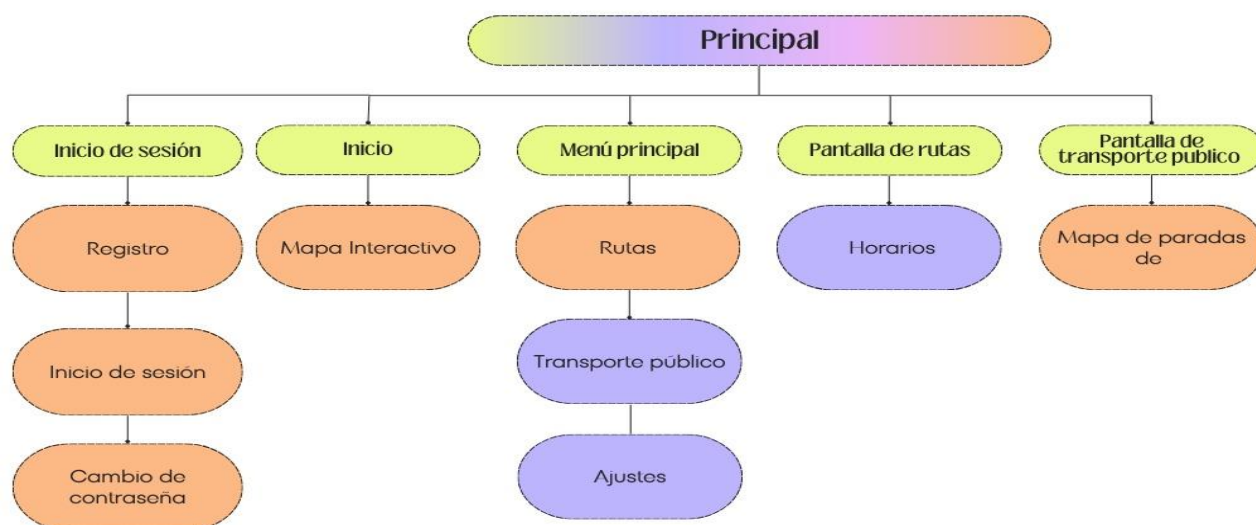 Principal
Inicio de sesión
Inicio
Menú principal
Pantalla de rutas
Pantalla de
transporte publico
Registro
Mapa Interactivo
Rutas
Horarios
Mapa de paradas
de
Inicio de sesión
Transporte público
Cambio de
contraseña
Ajustes